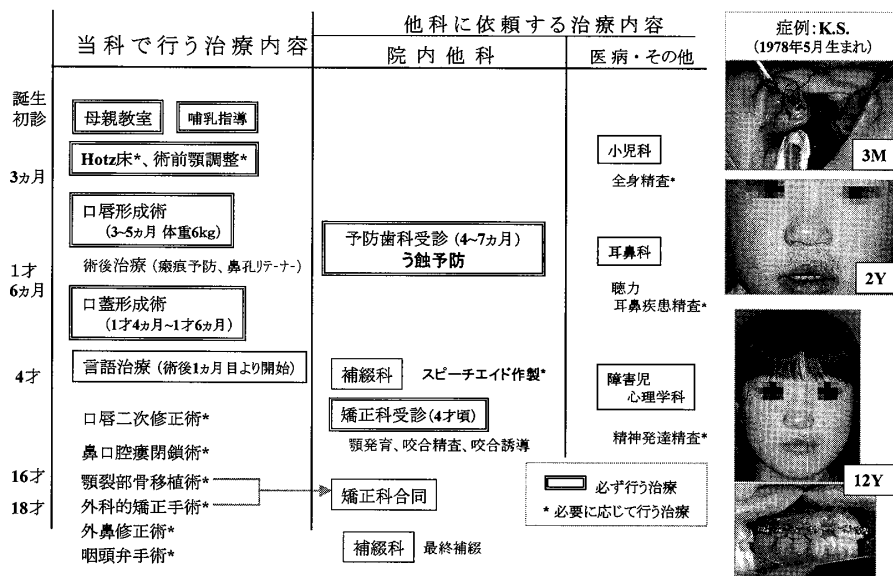 当科で行う治療内容
他科に依頼する治療内容
院内他科
医病・その他
誕生
初診
3ヵ月
1才
6ヵ月
4才
16才
18才
母親教室
哺乳指導
Hotz床*、術前顎調整*
口唇形成術
(3~5ヵ月 体重6kg)
術後治療 (瘢痕予防、鼻孔リテーナー)
口蓋形成術
(1才4ヵ月~1才6ヵ月)
言語治療 (術後1ヵ月目より開始)
口唇二次修正術*
鼻口腔瘻閉鎖術*
顎裂部骨移植術*
外科的矯正手術*
外鼻修正術*
咽頭弁手術*
予防歯科受診 (4~7ヵ月)
う蝕予防
補綴科 スピーチエイド作製*
矯正科受診 (4才頃)
顎発育、咬合精査、咬合誘導
矯正科合同
補綴科 最終補綴
小児科
全身精査*
耳鼻科
聴力
耳鼻疾患精査*
障害児
心理学科
精神発達精査*
必ず行う治療
* 必要に応じて行う治療
症例:K.S.
(1978年5月生まれ)
3M
2Y
12Y